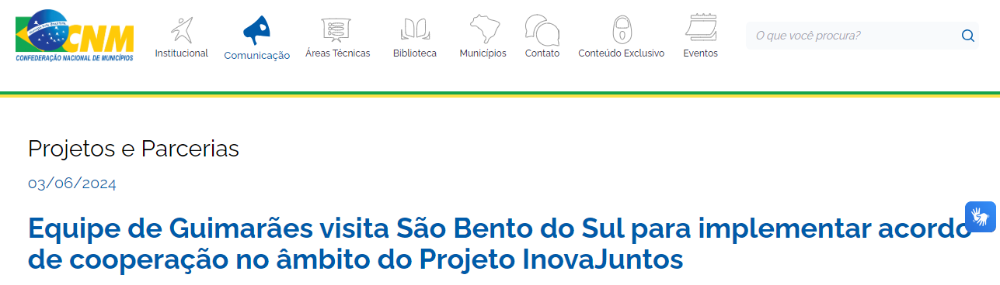 CNM
CONFEDERAÇÃO NACIONAL DE MUNICÍPIOS
Institucional
Comunicação
Áreas Técnicas
Biblioteca
Municípios
Contato
Conteúdo Exclusivo
Eventos
O que você procura?
Projetos e Parcerias
03/06/2024
Equipe de Guimarães visita São Bento do Sul para implementar acordo
de cooperação no âmbito do Projeto InovaJuntos